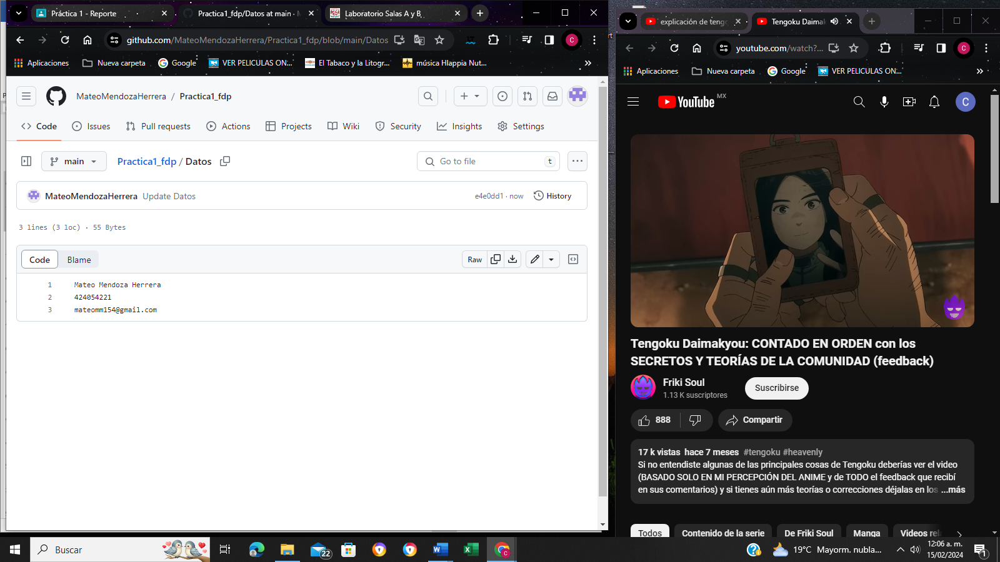 Práctica 1 - Reporte
Practica1_fdp/Datos at main ·
Laboratorio Salas A y B
github.com/MateoMendozaHerrera/Practica1_fdp/blob/main/Datos
Aplicaciones
Nueva carpeta
Google
VER PELICULAS ON...
El Tabaco y la Litogr...
música Hlappia Nut...
MateoMendozaHerrera / Practica1_fdp
Code
Issues
Pull requests
Actions
Projects
Wiki
Security
Insights
Settings
main
Practica1_fdp / Datos
Go to file
t
MateoMendozaHerrera Update Datos
e4e0dd1 · now
History
3 lines (3 loc) · 55 Bytes
Code
Blame
Raw
1 Mateo Mendoza Herrera
2 424054221
3 mateomm154@gmail.com
explicación de teng
Tengoku Daimak
youtube.com/watch?...
C
Aplicaciones
Nueva carpeta
Google
VER PELICULAS ON...
YouTube MX
C
Tengoku Daimakyou: CONTADO EN ORDEN con los
SECRETOS Y TEORÍAS DE LA COMUNIDAD (feedback)
Friki Soul
1.13 K suscriptores
Suscribirse
888
Compartir
17 k vistas hace 7 meses #tengoku #heavenly
Si no entendiste algunas de las principales cosas de Tengoku deberías ver el video
(BASADO SOLO EN MI PERCEPCIÓN DEL ANIME y de TODO el feedback que recibí
en sus comentarios) y si tienes aún más teorías o correcciones déjalas en los ...más
Todos
Contenido de la serie
De Friki Soul
Manga
Videos rel
Buscar
22
19°C Mayorm. nubla...
12:06 a. m.
15/02/2024
1